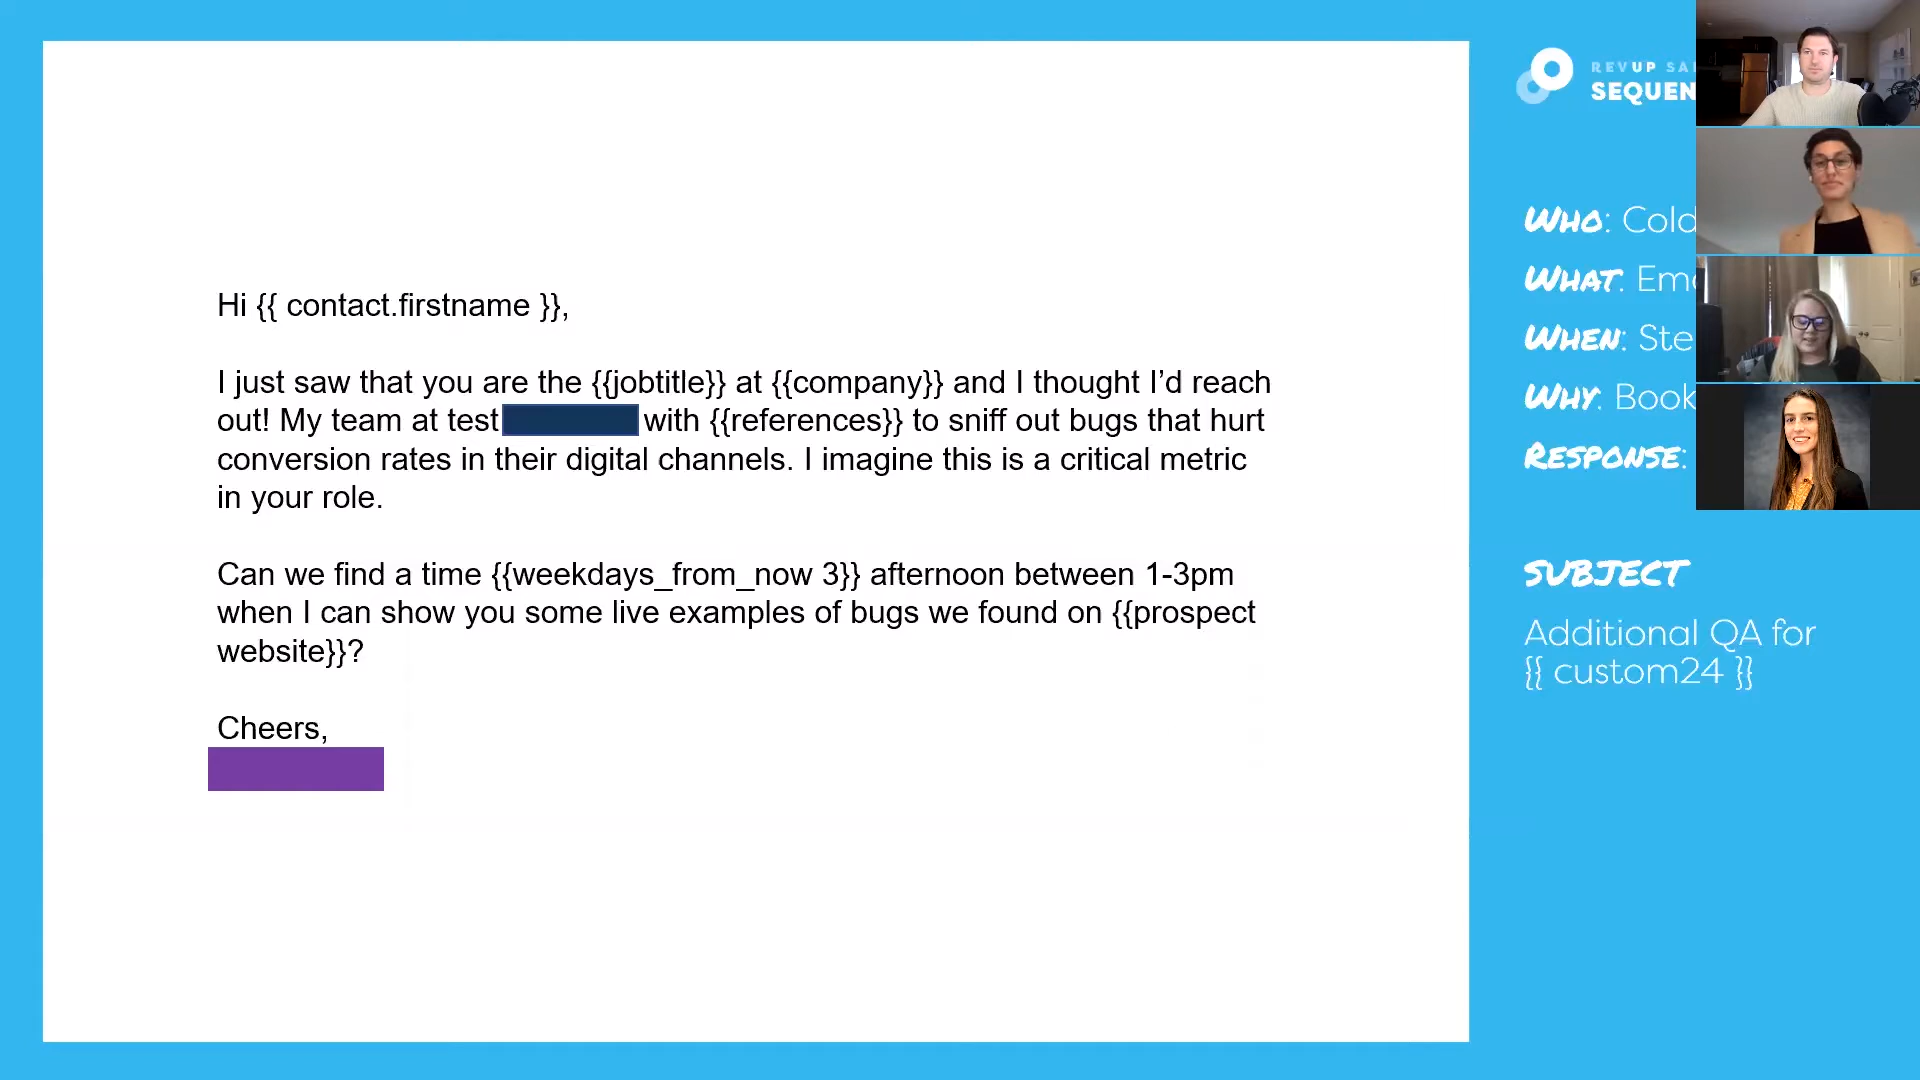 Hi {{ contact.firstname }},
I just saw that you are the {{jobtitle}} at {{company}} and I thought I’d reach
out! My team at test with {{references}} to sniff out bugs that hurt
conversion rates in their digital channels. I imagine this is a critical metric
in your role.
Can we find a time {{weekdays_from_now 3}} afternoon between 1-3pm
when I can show you some live examples of bugs we found on {{prospect
website}}?
Cheers,
REVUP
WHO: Cold
WHAT:
WHEN:
WHY: Book
RESPONSE:
SUBJECT
Additional QA for
{{ custom24 }}